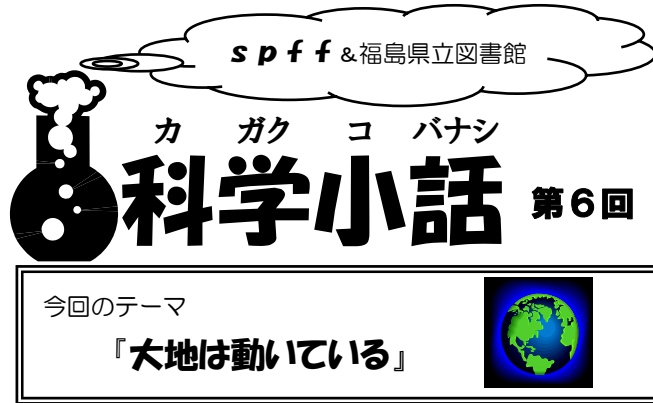 spff&福島県立図書館
カ ガク コ バナシ
科学小話 第6回
今回のテーマ
『大地は動いている』